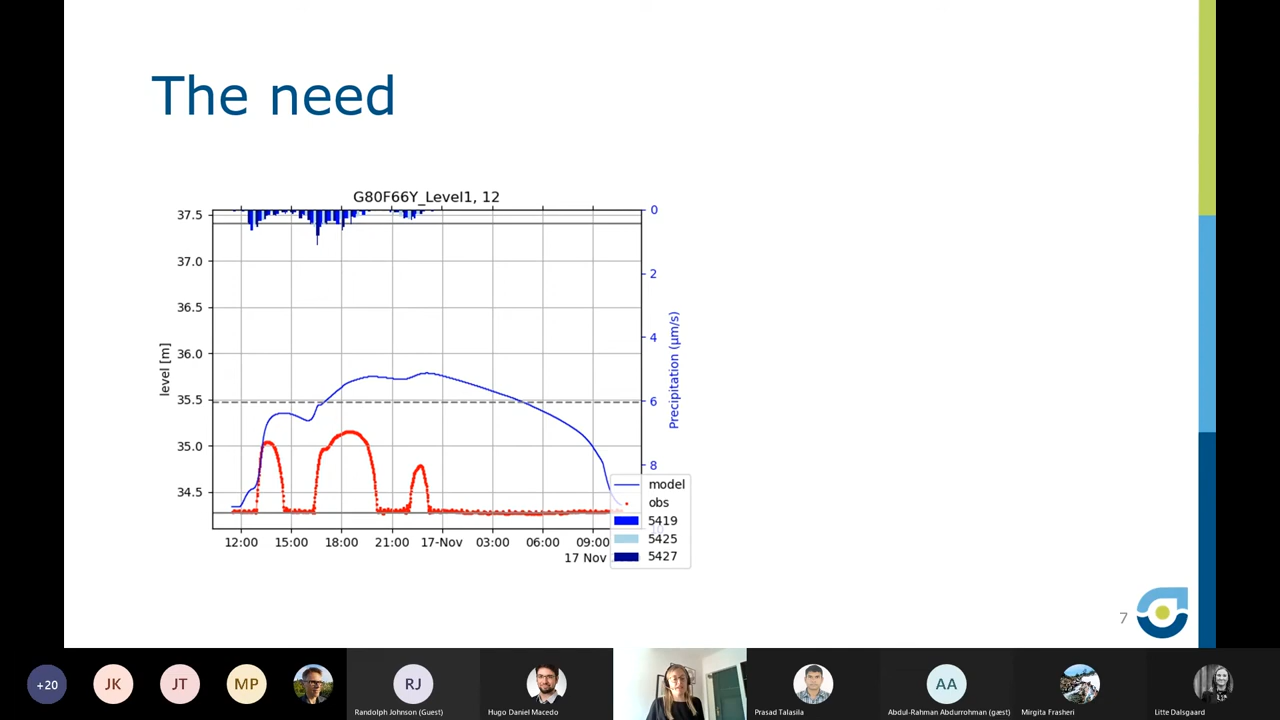 The need
G80F66Y_Level1, 12
37.5
37.0
36.5
36.0
35.5
35.0
34.5
level [m]
0
2
4
6
8
Precipitation (μm/s)
12:00 15:00 18:00 21:00 17-Nov 03:00 06:00 09:00
17 Nov
model
obs
5419
5425
5427
7
+20
JK
JT
MP
RJ
AA
Randolph Johnson (Guest)
Hugo Daniel Macedo
Prasad Talasila
Abdul-Rahman Abdurrohman (gæst)
Mirgita Frasheri
Litte Dalsgaard